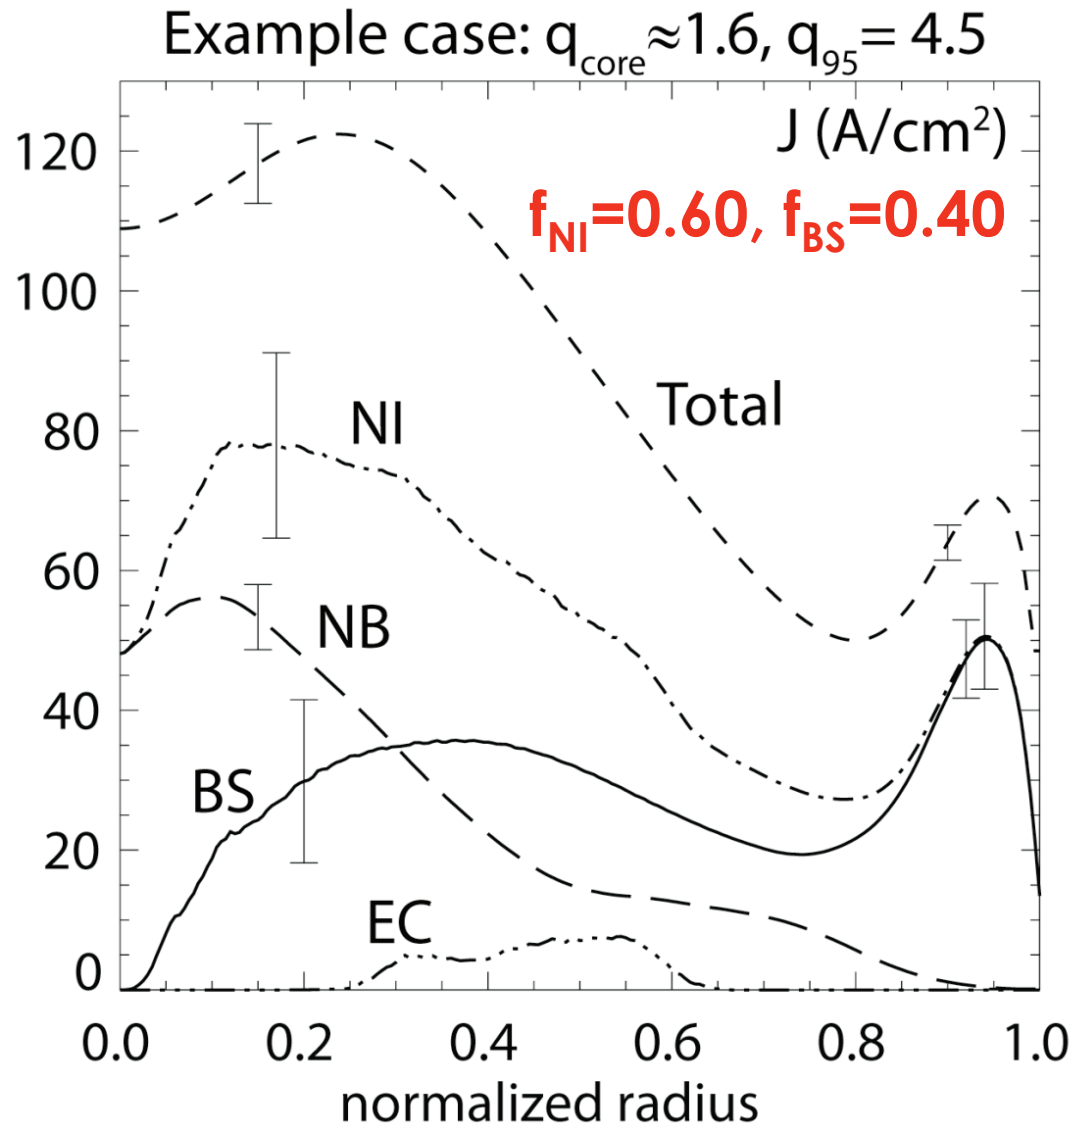 Example case: q_core≈1.6, q_95= 4.5
J (A/cm²)
f_NI=0.60, f_BS=0.40
120
100
80
60
40
20
0
Total
NI
NB
BS
EC
0.0 0.2 0.4 0.6 0.8 1.0
normalized radius